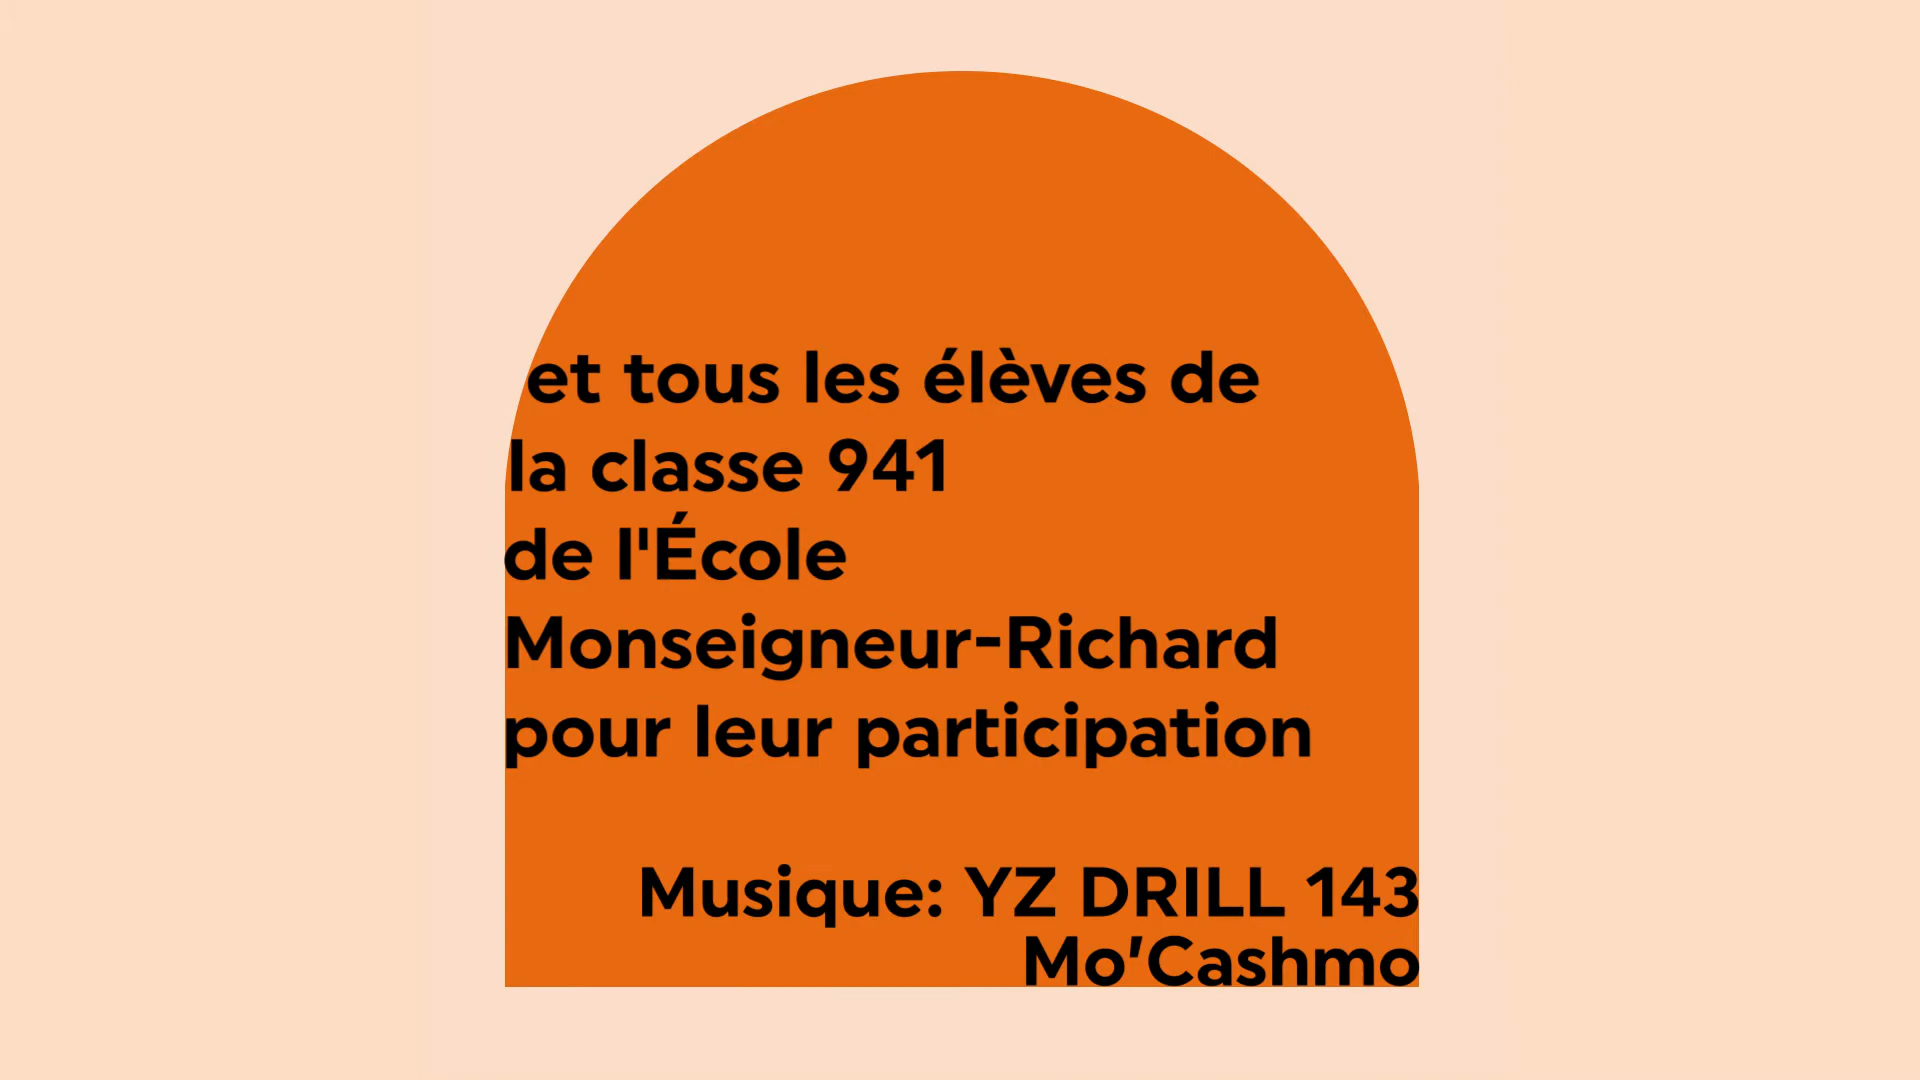 et tous les élèves de
la classe 941
de l'École
Monseigneur-Richard
pour leur participation
Musique: YZ DRILL 143
Mo’Cashmo